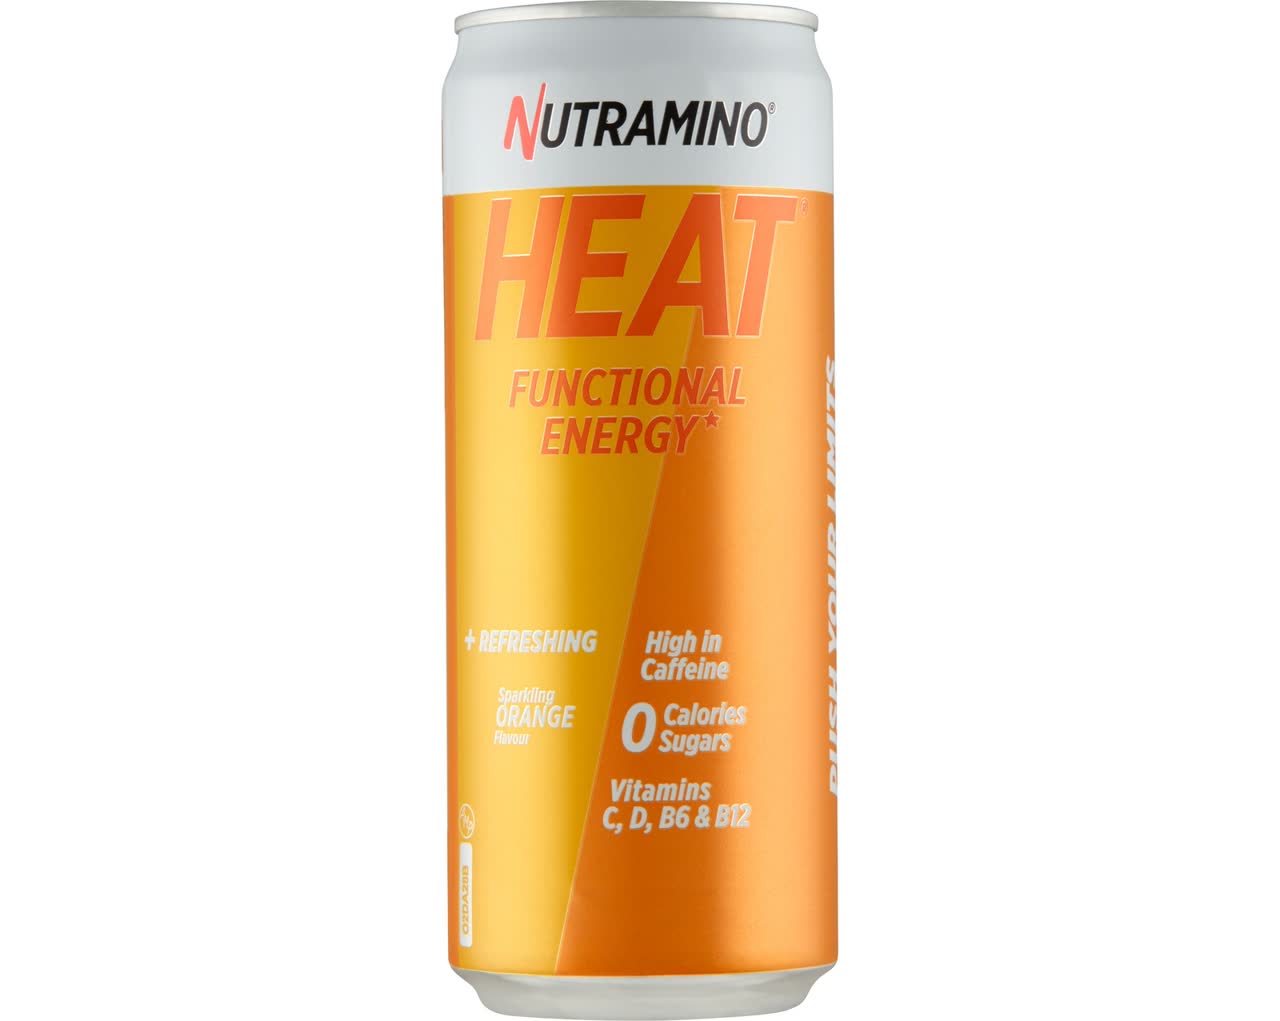 NUTRAMINO®
HEAT®
FUNCTIONAL
ENERGY★
+ REFRESHING
Sparkling
ORANGE
Flavour
High in
Caffeine
0 Calories
Sugars
Vitamins
C, D, B6 & B12
PUSH YOUR LIMITS
02DA28B